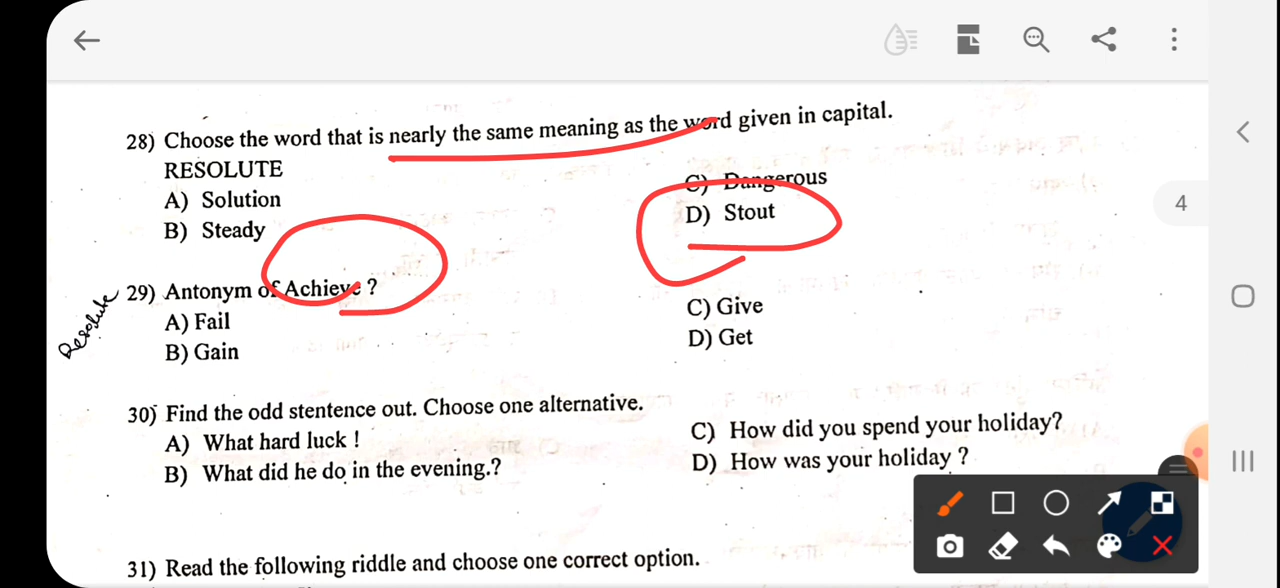 28) Choose the word that is nearly the same meaning as the word given in capital.
RESOLUTE
A) Solution
B) Steady
C) Dangerous
D) Stout
4
Resolute
29) Antonym of Achieve ?
A) Fail
B) Gain
C) Give
D) Get
30) Find the odd stentence out. Choose one alternative.
A) What hard luck !
B) What did he do in the evening.?
C) How did you spend your holiday?
D) How was your holiday ?
31) Read the following riddle and choose one correct option.